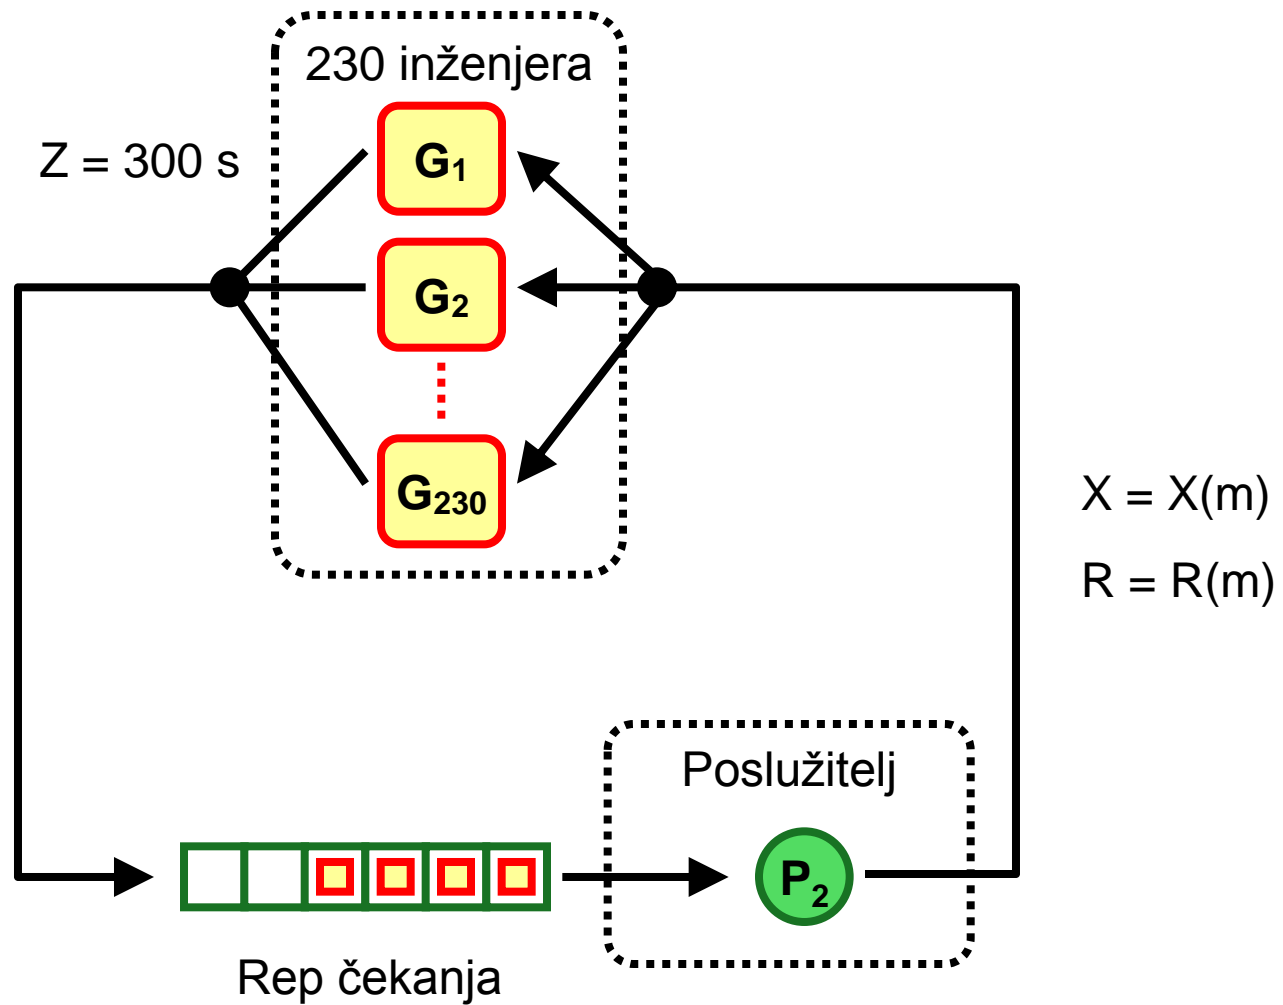 230 inženjera
Z = 300 s
G₁
G₂
G₂₃₀
X = X(m)
R = R(m)
Poslužitelj
P₂
Rep čekanja